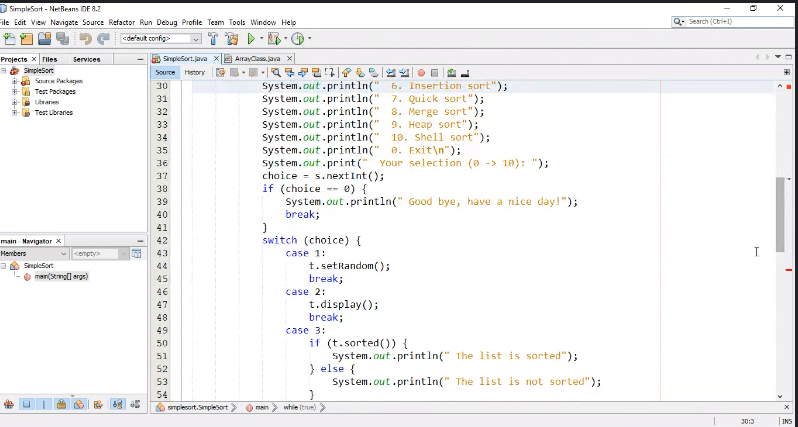 SimpleSort - NetBeans IDE 8.2
File Edit View Navigate Source Refactor Run Debug Profile Team Tools Window Help
Search (Ctrl+I)
<default config>
Projects Files Services
SimpleSort.java ArrayClass.java
SimpleSort
Source Packages
Test Packages
Libraries
Test Libraries
Source History
30 System.out.println("  6. Insertion sort");
31 System.out.println("  7. Quick sort");
32 System.out.println("  8. Merge sort");
33 System.out.println("  9. Heap sort");
34 System.out.println("  10. Shell sort");
35 System.out.println("  0. Exit\n");
36 System.out.print("  Your selection (0 -> 10): ");
37 choice = s.nextInt();
38 if (choice == 0) {
39 System.out.println(" Good bye, have a nice day!");
40 break;
41 }
42 switch (choice) {
43 case 1:
44 t.setRandom();
45 break;
46 case 2:
47 t.display();
48 break;
49 case 3:
50 if (t.sorted()) {
51 System.out.println(" The list is sorted");
52 } else {
53 System.out.println(" The list is not sorted");
54 }
main - Navigator
Members <empty>
SimpleSort
main(String[] args)
simplesort.SimpleSort main while (true)
30:3 INS